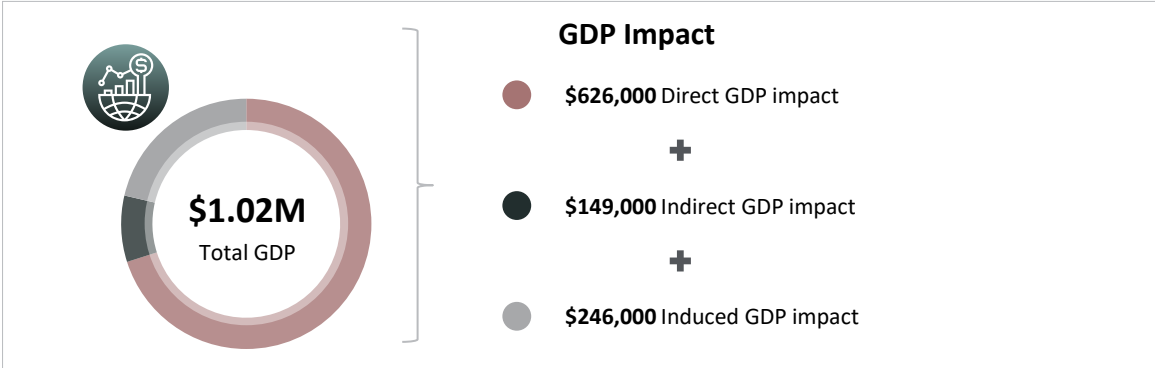 GDP Impact
$626,000 Direct GDP impact
$1.02M
Total GDP
$149,000 Indirect GDP impact
$246,000 Induced GDP impact